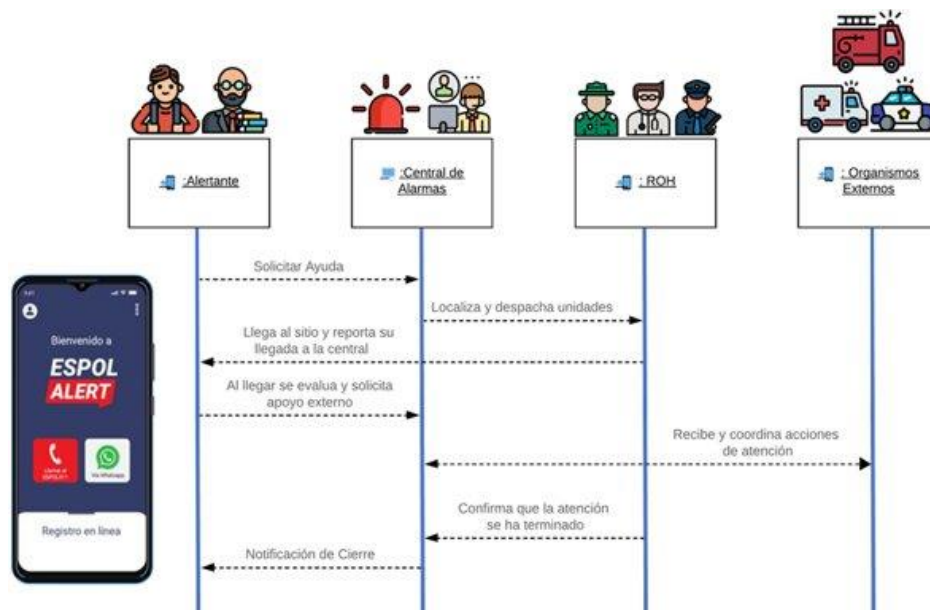 :Alertante
:Central de
Alarmas
: ROH
: Organismos
Externos
Solicitar Ayuda
Localiza y despacha unidades
Llega al sitio y reporta su
llegada a la central
Al llegar se evalua y solicita
apoyo externo
Recibe y coordina acciones
de atención
Confirma que la atención
se ha terminado
Notificación de Cierre
Bienvenido a
ESPOL
ALERT
Via Whatsapp
Registro en línea